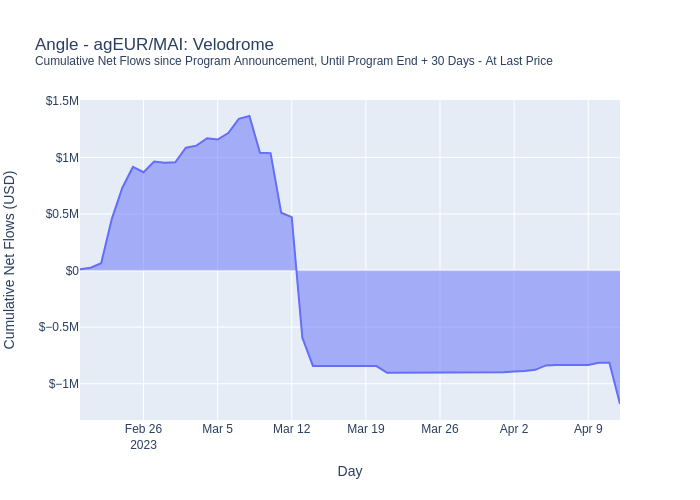 Angle - agEUR/MAI: Velodrome
Cumulative Net Flows since Program Announcement, Until Program End + 30 Days - At Last Price
Cumulative Net Flows (USD)
$1.5M
$1M
$0.5M
$0
$−0.5M
$−1M
Feb 26
2023
Mar 5
Mar 12
Mar 19
Mar 26
Apr 2
Apr 9
Day